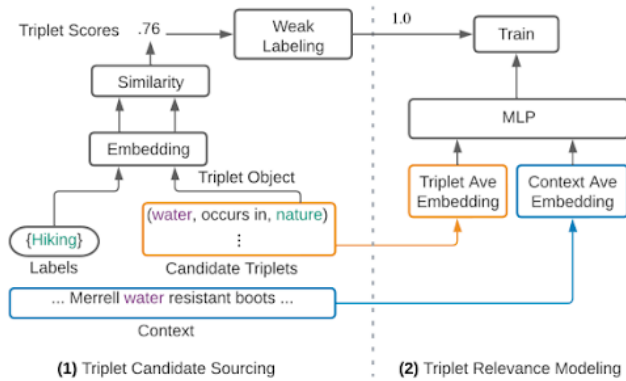 Triplet Scores .76
Weak
Labeling
1.0
Train
Similarity
MLP
Embedding
Triplet Object
Triplet Ave
Embedding
Context Ave
Embedding
{Hiking}
Labels
(water, occurs in, nature)
⋮
Candidate Triplets
... Merrell water resistant boots ...
Context
(1) Triplet Candidate Sourcing
(2) Triplet Relevance Modeling